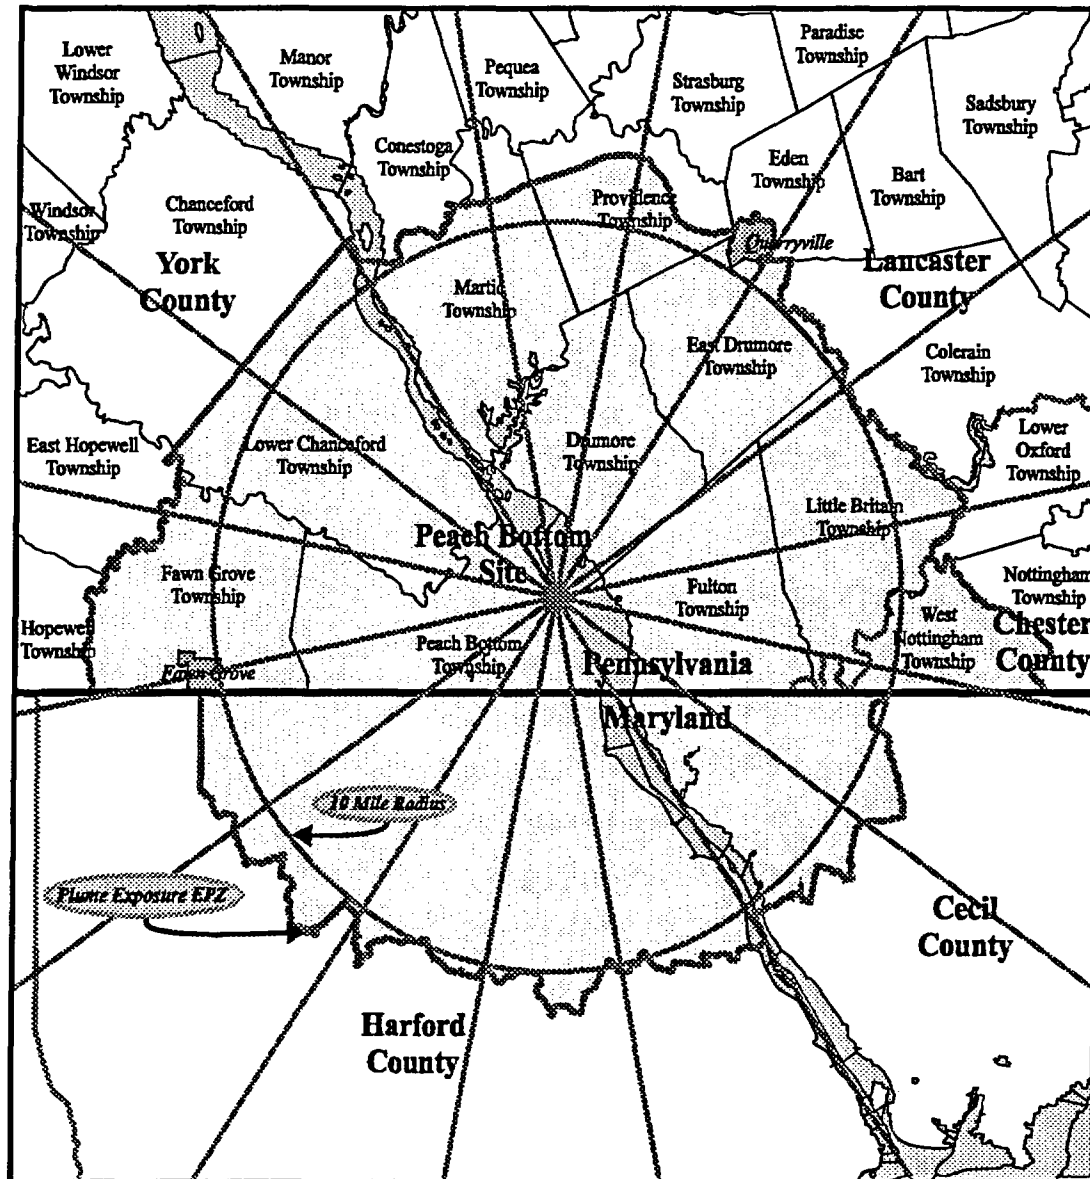 Lower
Windsor
Township
Manor
Township
Pequea
Township
Paradise
Township
Strasburg
Township
Sadsbury
Township
Conestoga
Township
Eden
Township
Bart
Township
Windsor
Township
Chanceford
Township
Providence
Township
Quarryville
York
County
Lancaster
County
Martic
Township
East Drumore
Township
Colerain
Township
East Hopewell
Township
Lower Chanceford
Township
Drumore
Township
Lower
Oxford
Township
Little Britain
Township
Peach Bottom
Site
Fawn Grove
Township
Fulton
Township
Nottingham
Township
Hopewell
Township
Peach Bottom
Township
West
Nottingham
Township
Chester
County
Fawn Grove
Pennsylvania
Maryland
10 Mile Radius
Plume Exposure EPZ
Cecil
County
Harford
County